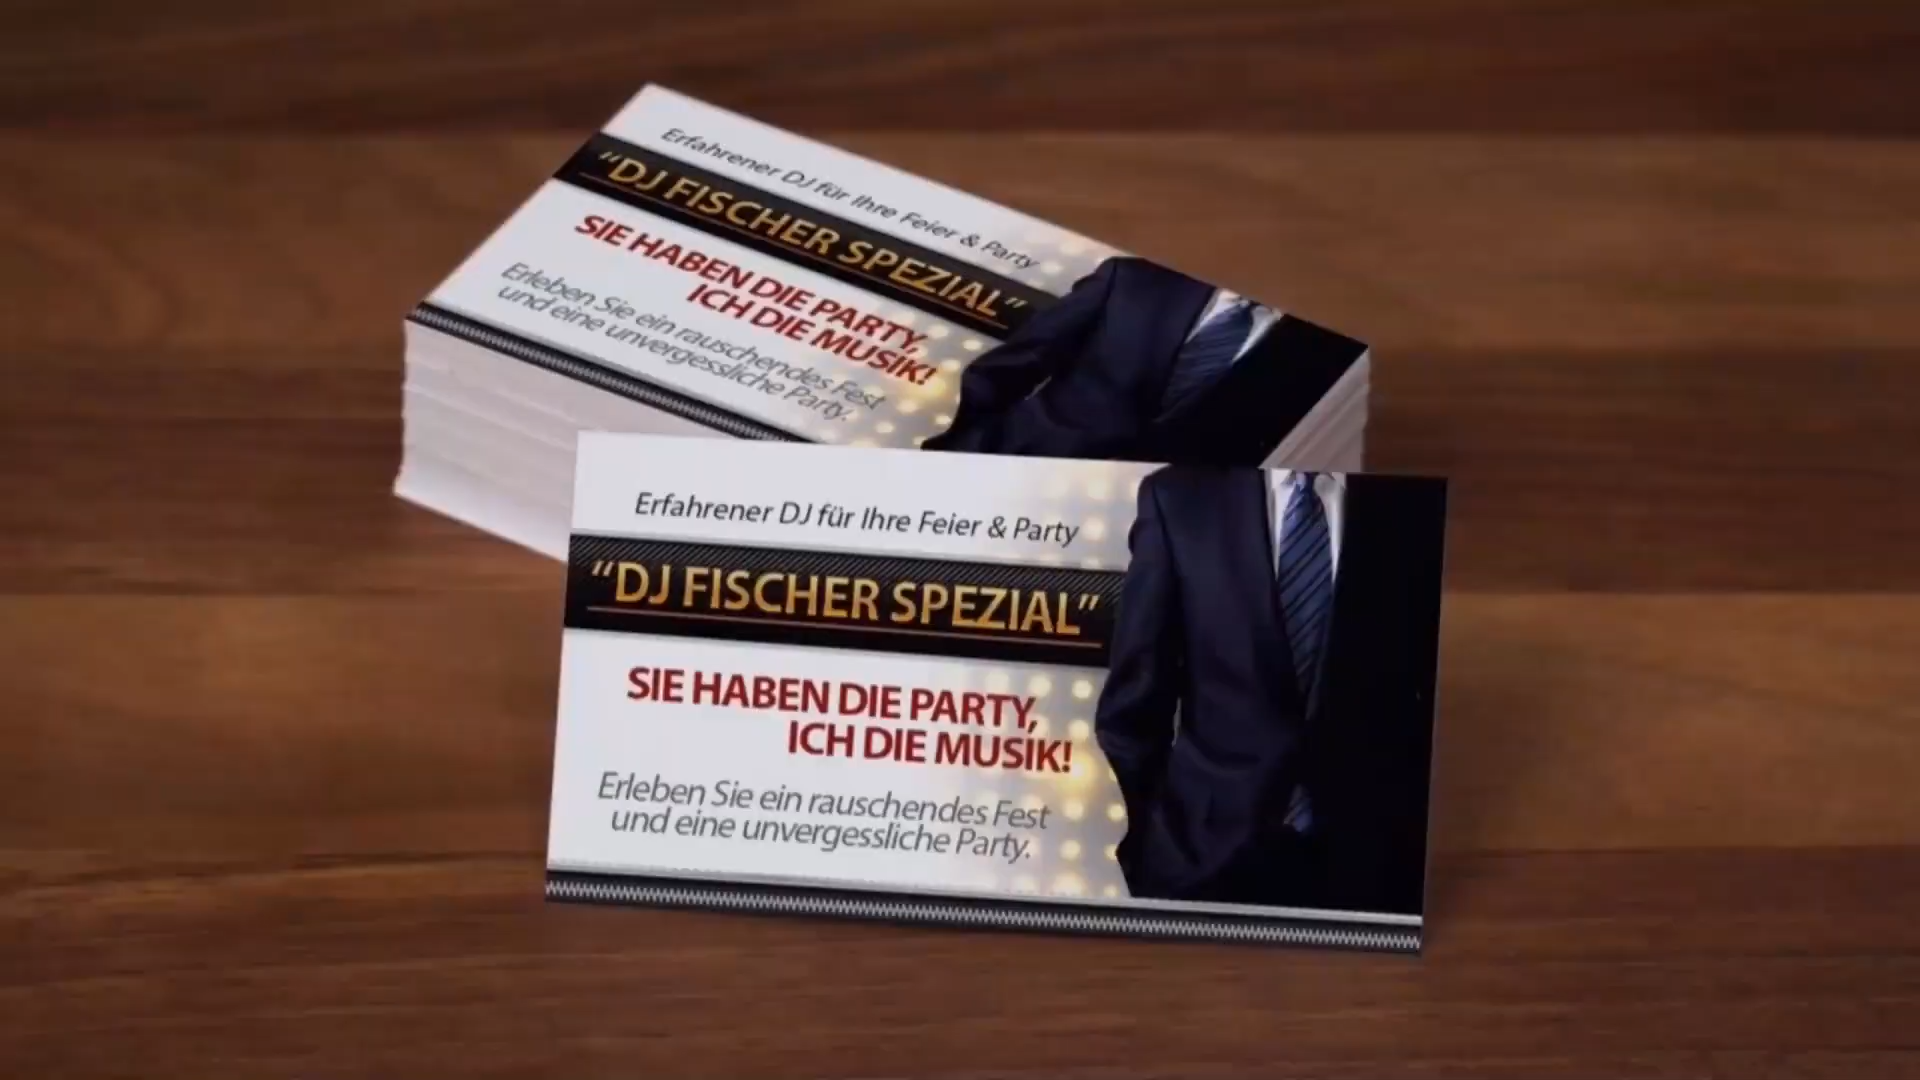 Erfahrener DJ für Ihre Feier & Party
“DJ FISCHER SPEZIAL”
SIE HABEN DIE PARTY,
ICH DIE MUSIK!
Erleben Sie ein rauschendes Fest
und eine unvergessliche Party.
Erfahrener DJ für Ihre Feier & Party
“DJ FISCHER SPEZIAL”
SIE HABEN DIE PARTY,
ICH DIE MUSIK!
Erleben Sie ein rauschendes Fest
und eine unvergessliche Party.